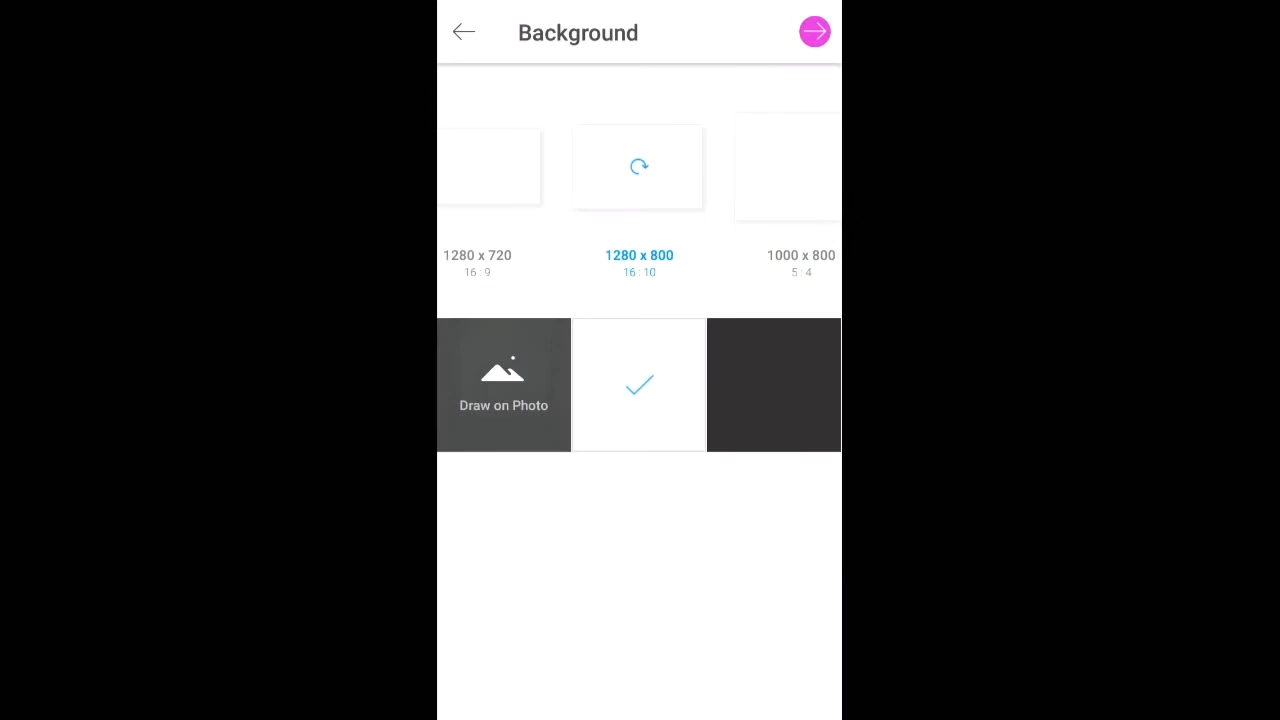 Background
1280 x 720
16 : 9
1280 x 800
16 : 10
1000 x 800
5 : 4
Draw on Photo